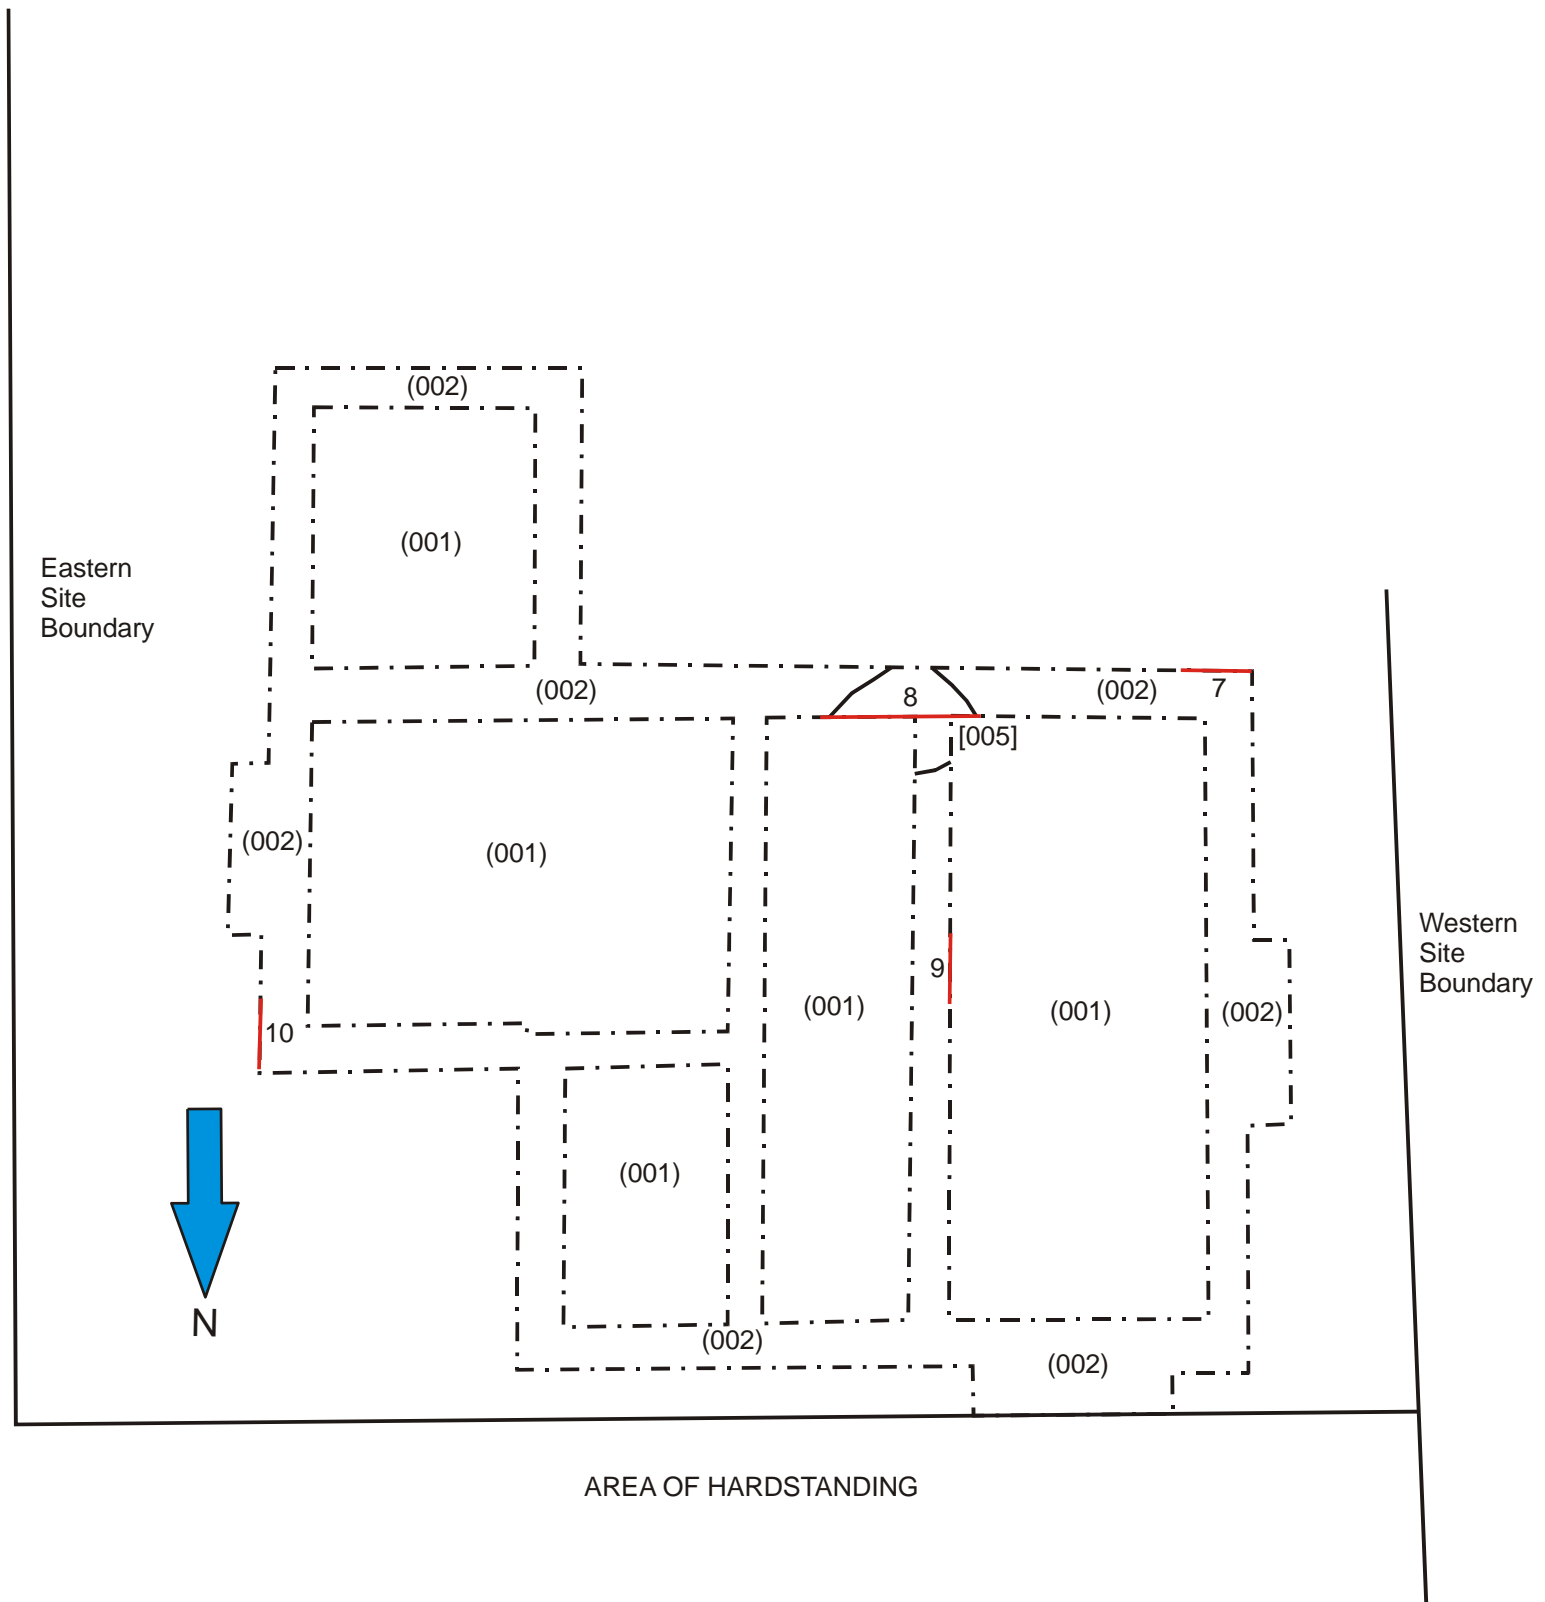 (002)
(001)
Eastern
Site
Boundary
(002)
(002)
7
8
[005]
(002)
(001)
Western
Site
Boundary
9
(001)
(001)
(002)
10
(001)
N
(002)
(002)
AREA OF HARDSTANDING